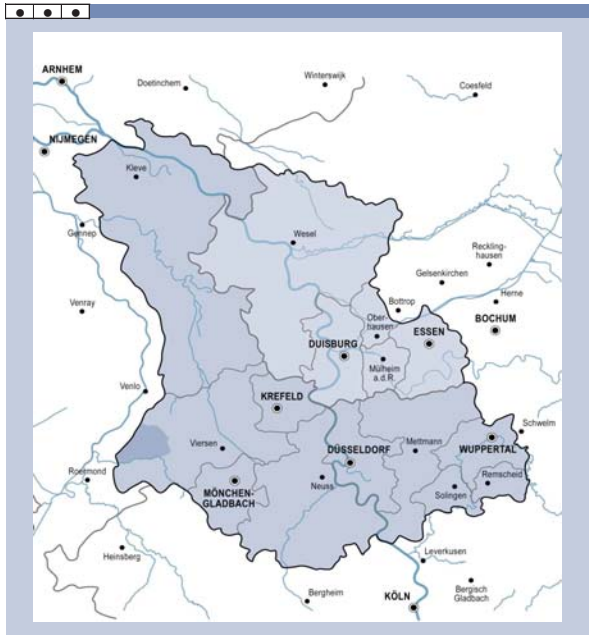 ARNHEM
Doetinchem
Winterswijk
Coesfeld
NIJMEGEN
Kleve
Gennep
Wesel
Reckling-
hausen
Gelsenkirchen
Venray
Bottrop
Herne
Ober-
hausen
BOCHUM
ESSEN
DUISBURG
Mülheim
a.d.R.
Venlo
KREFELD
Schwelm
Viersen
Mettmann
DÜSSELDORF
WUPPERTAL
Roermond
Remscheid
Neuss
MÖNCHEN-
GLADBACH
Solingen
Heinsberg
Leverkusen
Bergheim
Bergisch
Gladbach
KÖLN